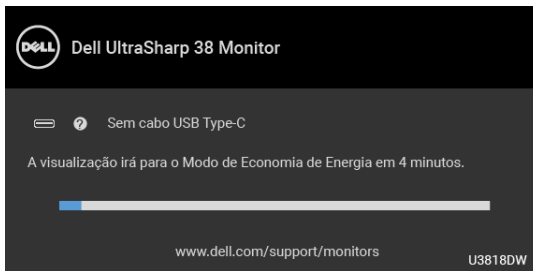 DELL
Dell UltraSharp 38 Monitor
? Sem cabo USB Type-C
A visualização irá para o Modo de Economia de Energia em 4 minutos.
www.dell.com/support/monitors
U3818DW